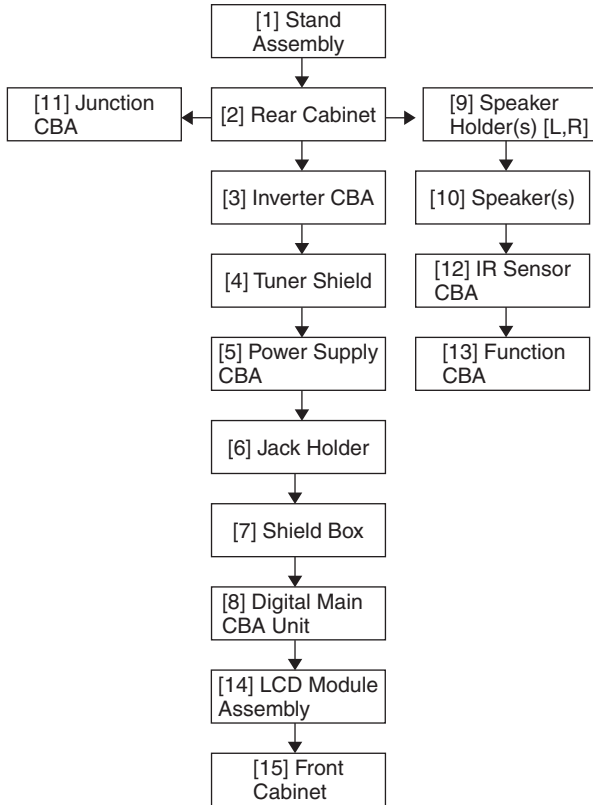 [1] Stand
Assembly
[11] Junction
CBA
[2] Rear Cabinet
[9] Speaker
Holder(s) [L,R]
[3] Inverter CBA
[10] Speaker(s)
[4] Tuner Shield
[12] IR Sensor
CBA
[5] Power Supply
CBA
[13] Function
CBA
[6] Jack Holder
[7] Shield Box
[8] Digital Main
CBA Unit
[14] LCD Module
Assembly
[15] Front
Cabinet